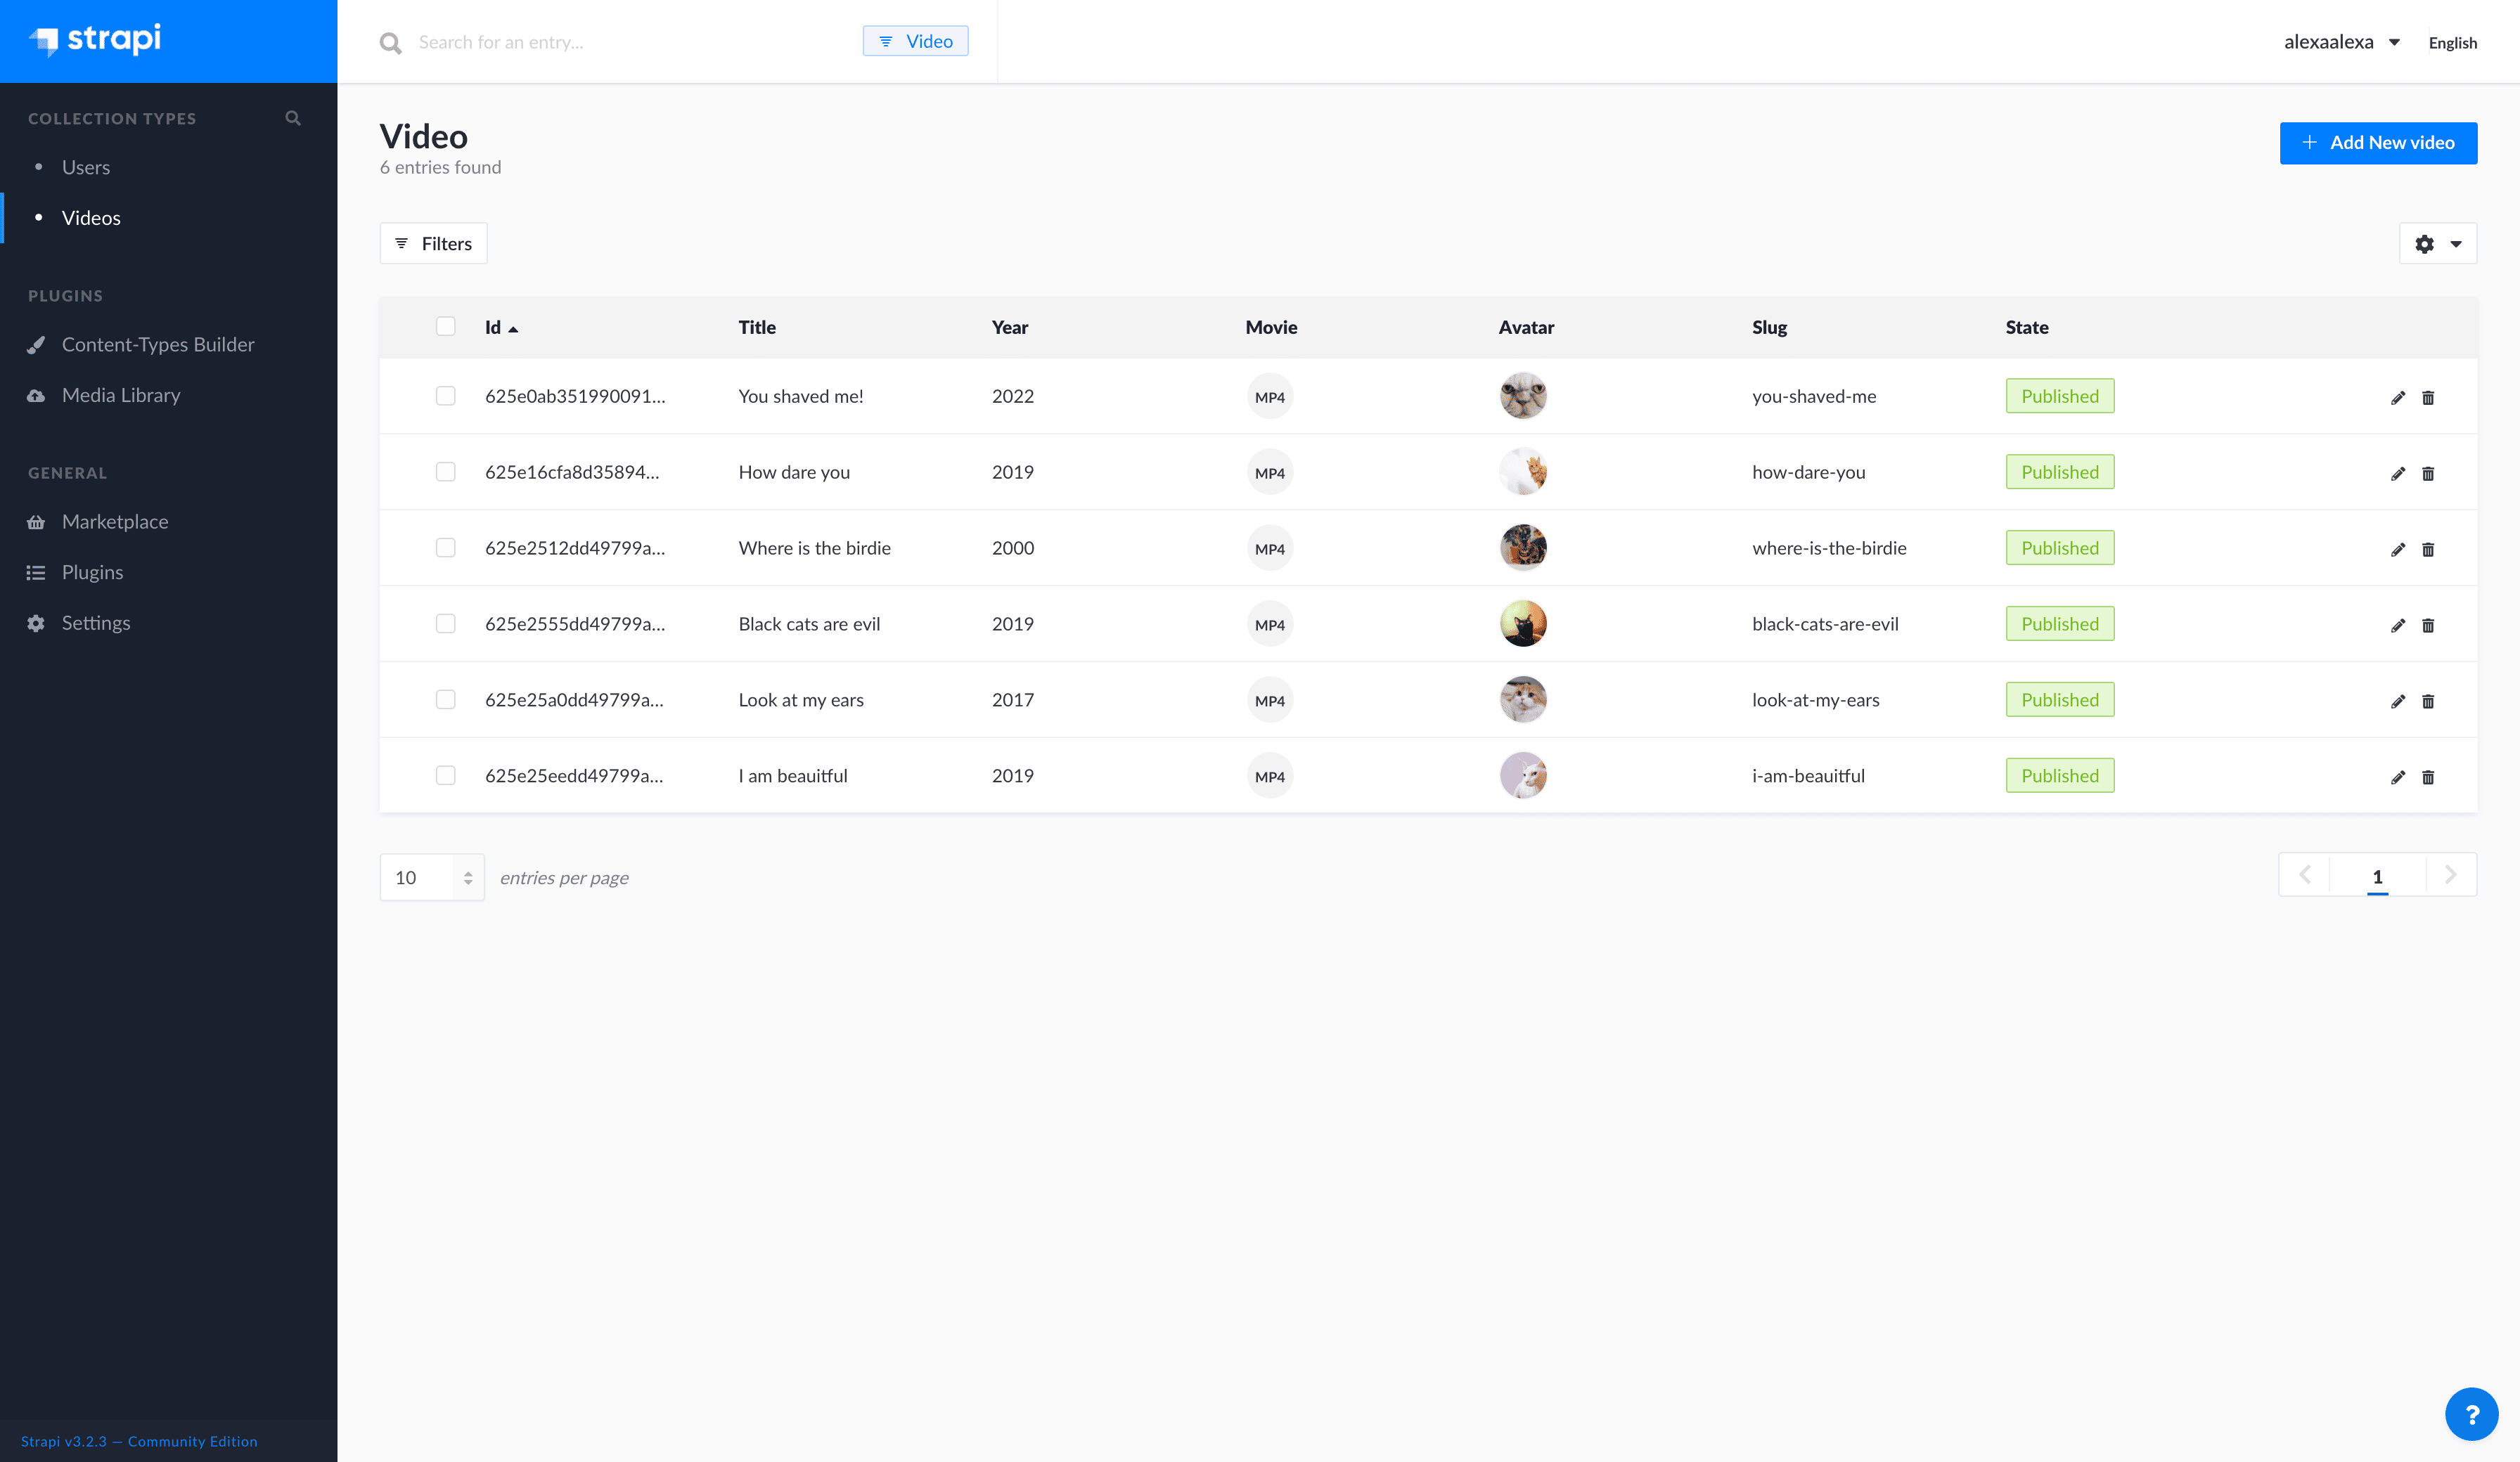 strapi
Search for an entry...
Video
alexaalexa
English
COLLECTION TYPES
Users
Videos
PLUGINS
Content-Types Builder
Media Library
GENERAL
Marketplace
Plugins
Settings
Strapi v3.2.3 — Community Edition
Video
6 entries found
+ Add New video
Filters
Id Title Year Movie Avatar Slug State
625e0ab351990091... You shaved me! 2022 MP4 you-shaved-me Published
625e16cfa8d35894... How dare you 2019 MP4 how-dare-you Published
625e2512dd49799a... Where is the birdie 2000 MP4 where-is-the-birdie Published
625e2555dd49799a... Black cats are evil 2019 MP4 black-cats-are-evil Published
625e25a0dd49799a... Look at my ears 2017 MP4 look-at-my-ears Published
625e25eedd49799a... I am beauitful 2019 MP4 i-am-beauitful Published
10 entries per page
1
?